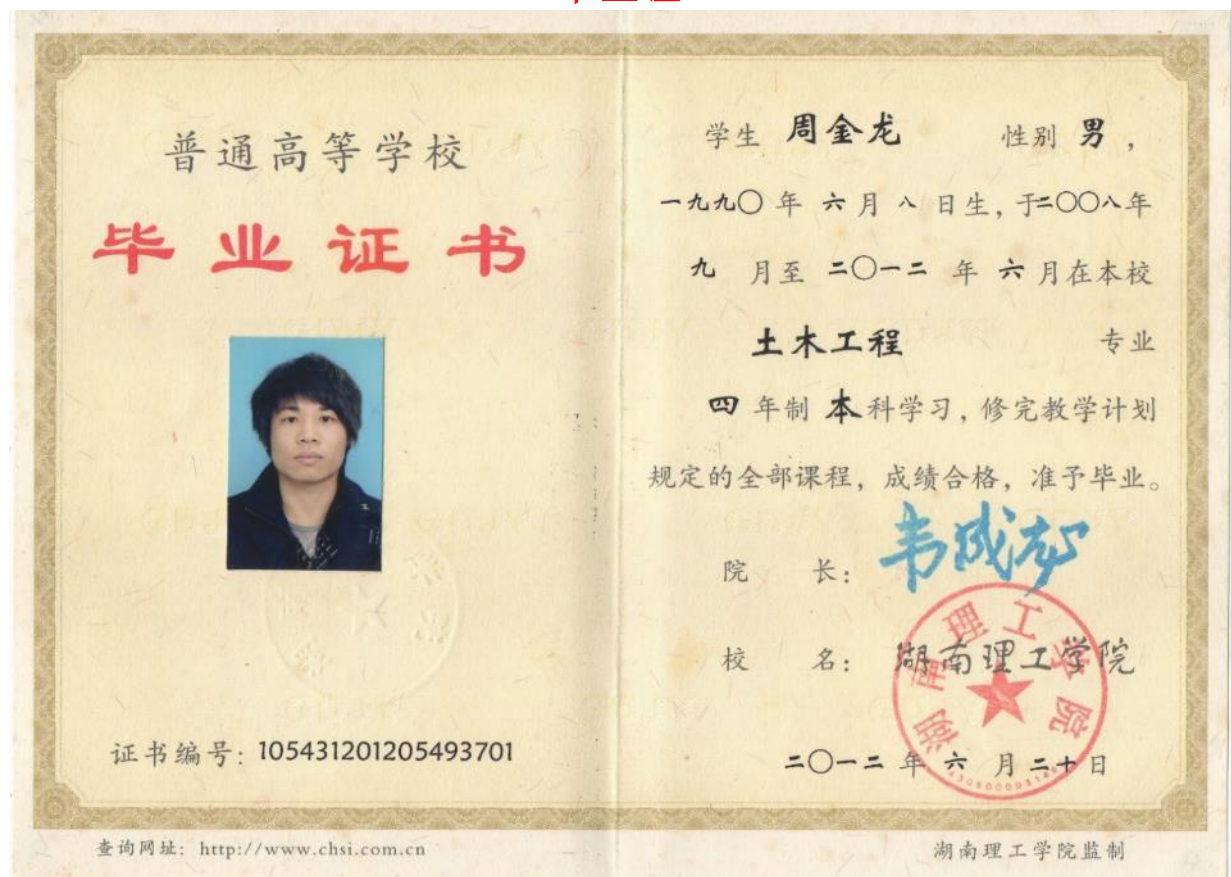 普通高等学校
毕业证书
证书编号：105431201205493701
查询网址：http://www.chsi.com.cn
学生 周金龙 性别 男，
一九九〇年 六月 八 日生，于二〇〇八年
九 月至 二〇一二 年 六月在本校
土木工程 专业
四 年制 本科学习，修完教学计划
规定的全部课程，成绩合格，准予毕业。
院 长：
校 名：湖南理工学院
湖南理工学院
二〇一二 年 六 月 二十日
湖南理工学院监制